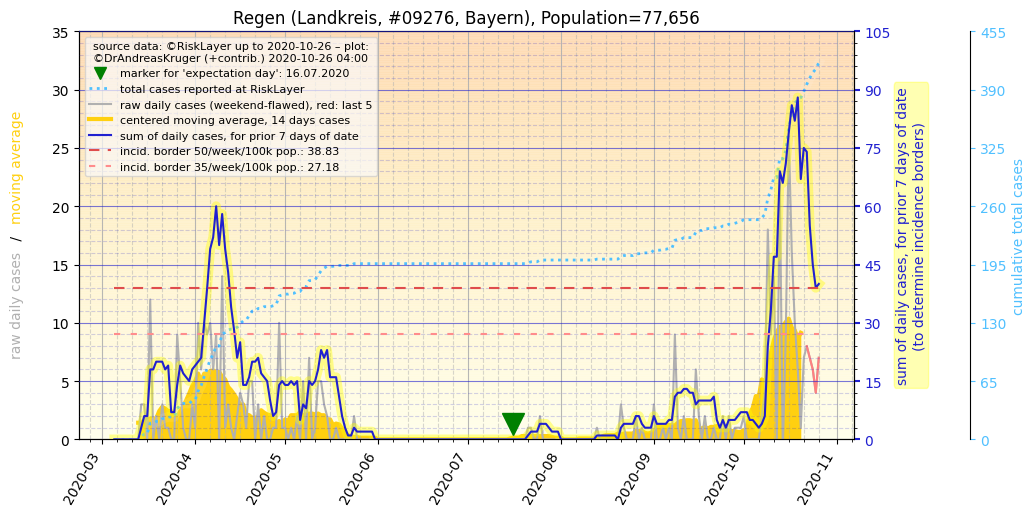 Regen (Landkreis, #09276, Bayern), Population=77,656
source data: ©RiskLayer up to 2020-10-26 – plot:
©DrAndreasKruger (+contrib.) 2020-10-26 04:00
marker for 'expectation day': 16.07.2020
total cases reported at RiskLayer
raw daily cases (weekend-flawed), red: last 5
centered moving average, 14 days cases
sum of daily cases, for prior 7 days of date
incid. border 50/week/100k pop.: 38.83
incid. border 35/week/100k pop.: 27.18
raw daily cases / moving average
35
30
25
20
15
10
5
0
105
90
75
60
45
30
15
0
sum of daily cases, for prior 7 days of date
(to determine incidence borders)
455
390
325
260
195
130
65
0
cumulative total cases
2020-03
2020-04
2020-05
2020-06
2020-07
2020-08
2020-09
2020-10
2020-11